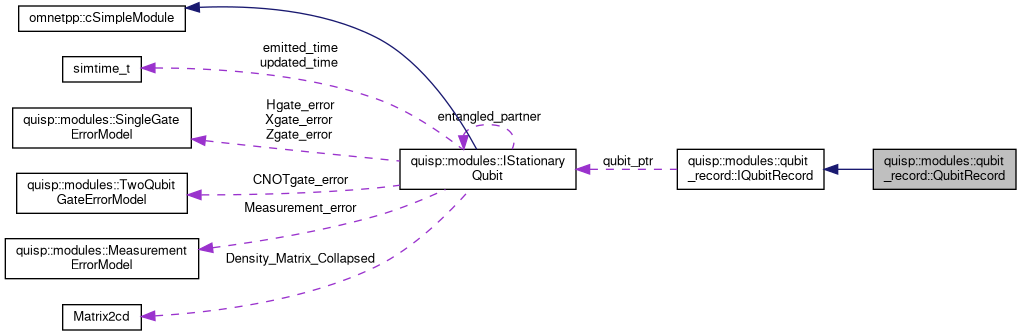 omnetpp::cSimpleModule
emitted_time
updated_time
simtime_t
Hgate_error
Xgate_error
Zgate_error
quisp::modules::SingleGate
ErrorModel
entangled_partner
quisp::modules::IStationary
Qubit
qubit_ptr
quisp::modules::qubit
_record::IQubitRecord
quisp::modules::qubit
_record::QubitRecord
CNOTgate_error
quisp::modules::TwoQubit
GateErrorModel
Measurement_error
quisp::modules::Measurement
ErrorModel
Density_Matrix_Collapsed
Matrix2cd